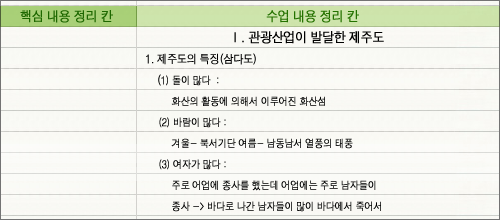 핵심 내용 정리 칸
수업 내용 정리 칸
Ⅰ. 관광산업이 발달한 제주도
1. 제주도의 특징(삼다도)
(1) 돌이 많다 :
화산의 활동에 의해서 이루어진 화산섬
(2) 바람이 많다 :
겨울- 북서기단 여름- 남동남서 열풍의 태풍
(3) 여자가 많다 :
주로 어업에 종사를 했는데 어업에는 주로 남자들이
종사 -> 바다로 나간 남자들이 많이 바다에서 죽어서